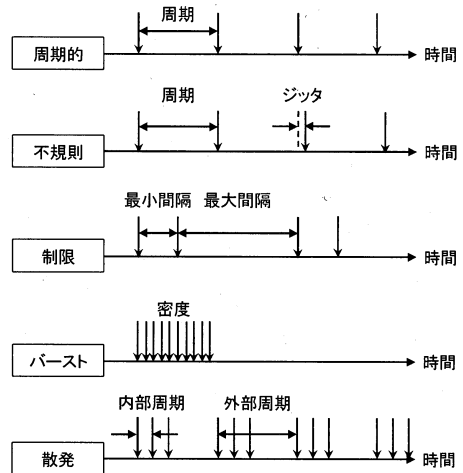 周期
周期的
時間
周期 ジッタ
不規則
時間
最小間隔 最大間隔
制限
時間
密度
バースト
時間
内部周期 外部周期
散発
時間